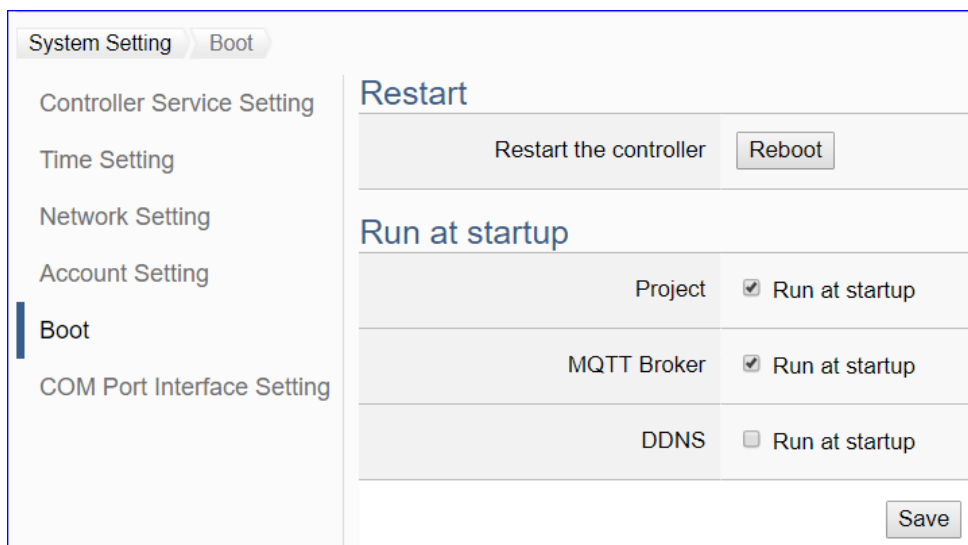 System Setting Boot
Controller Service Setting
Time Setting
Network Setting
Account Setting
Boot
COM Port Interface Setting
Restart
Restart the controller Reboot
Run at startup
Project Run at startup
MQTT Broker Run at startup
DDNS Run at startup
Save